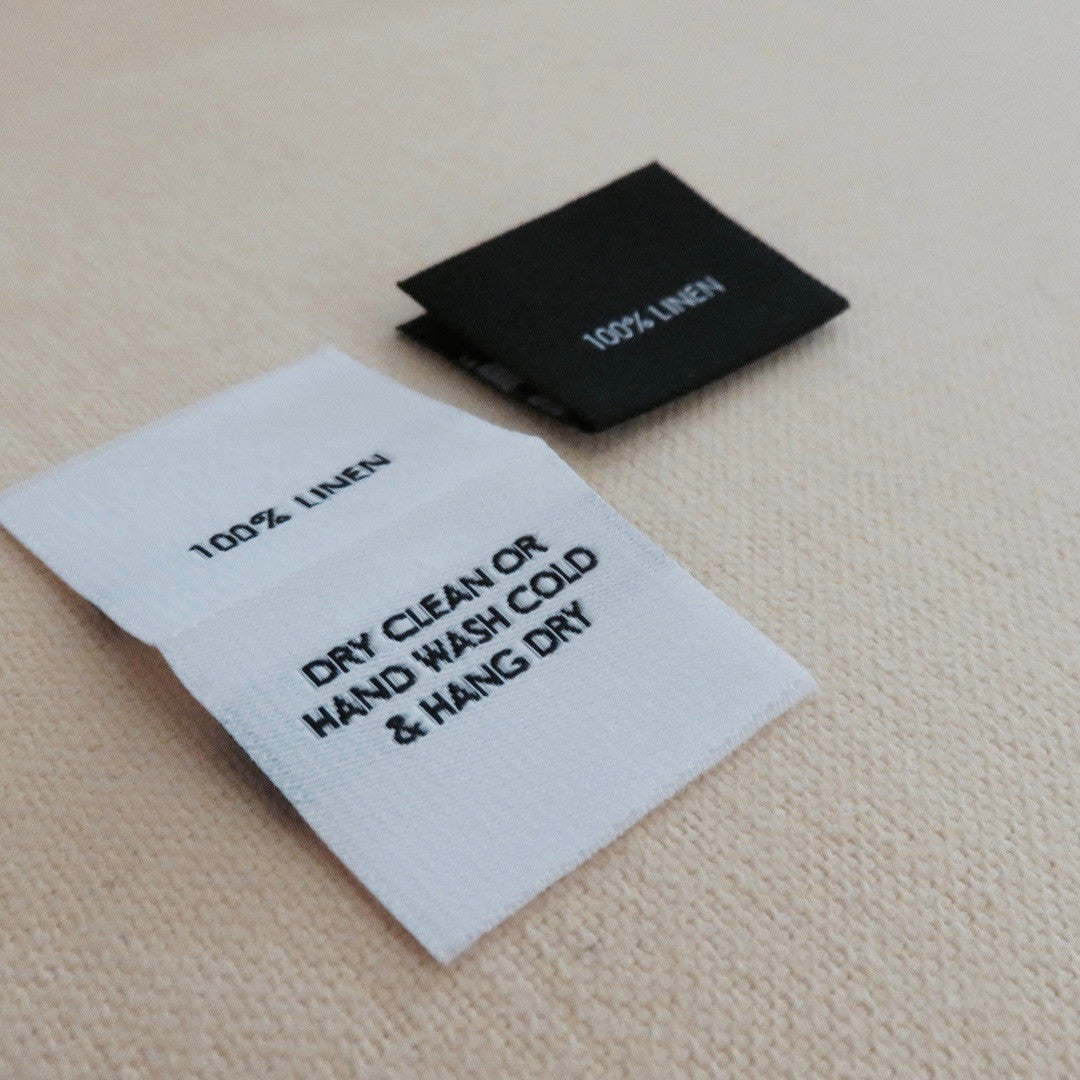 100% LINEN
100% LINEN
DRY CLEAN OR
HAND WASH COLD
& HANG DRY